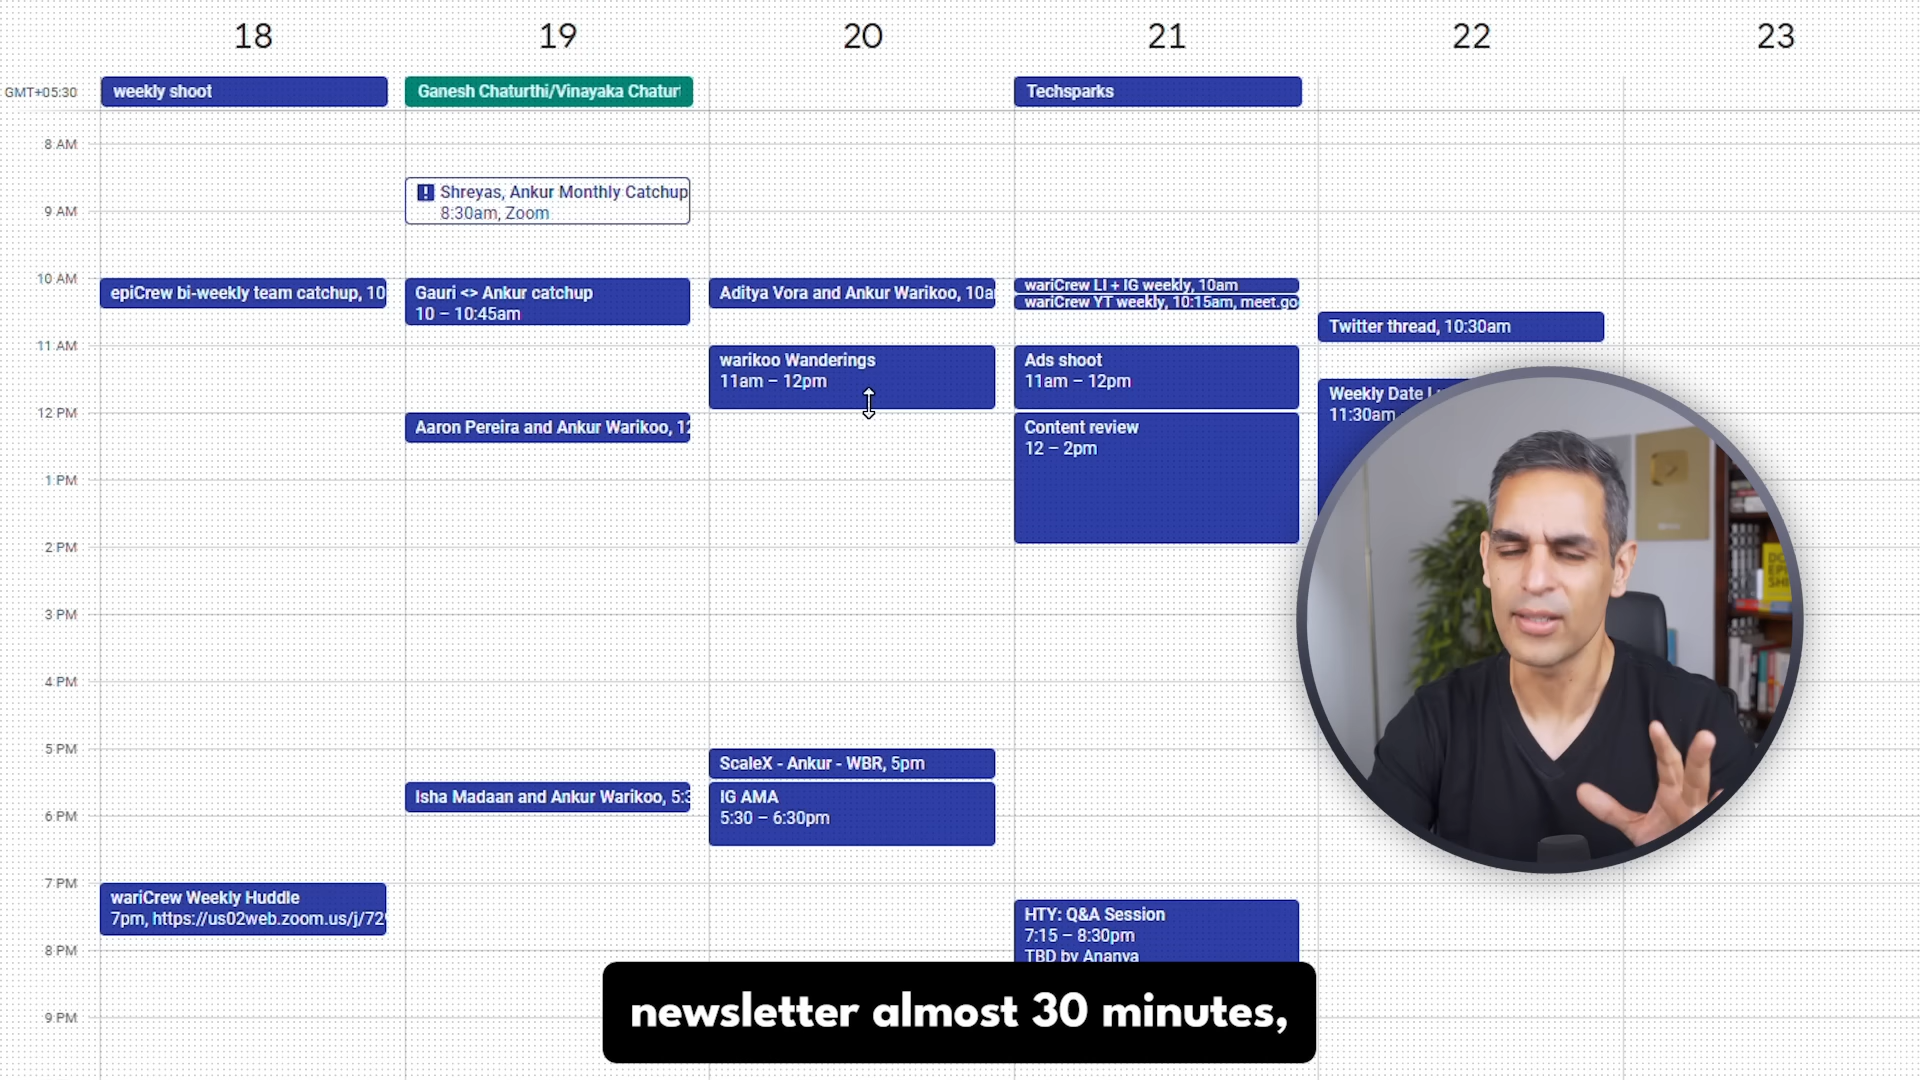 18
19
20
21
22
23
GMT+05:30
weekly shoot
Ganesh Chaturthi/Vinayaka Chatur
Techsparks
8 AM
9 AM
10 AM
11 AM
12 PM
1 PM
2 PM
3 PM
4 PM
5 PM
6 PM
7 PM
8 PM
9 PM
epiCrew bi-weekly team catchup, 10
wariCrew Weekly Huddle
7pm, https://us02web.zoom.us/j/72
Shreyas, Ankur Monthly Catchup
8:30am, Zoom
Gauri <> Ankur catchup
10 – 10:45am
Aaron Pereira and Ankur Warikoo, 12
Isha Madaan and Ankur Warikoo, 5:3
Aditya Vora and Ankur Warikoo, 10a
warikoo Wanderings
11am – 12pm
ScaleX - Ankur - WBR, 5pm
IG AMA
5:30 – 6:30pm
wariCrew LI + IG weekly, 10am
wariCrew YT weekly, 10:15am, meet.go
Ads shoot
11am – 12pm
Content review
12 – 2pm
HTY: Q&A Session
7:15 – 8:30pm
TBD by Ananya
Twitter thread, 10:30am
Weekly Date
11:30am
newsletter almost 30 minutes,